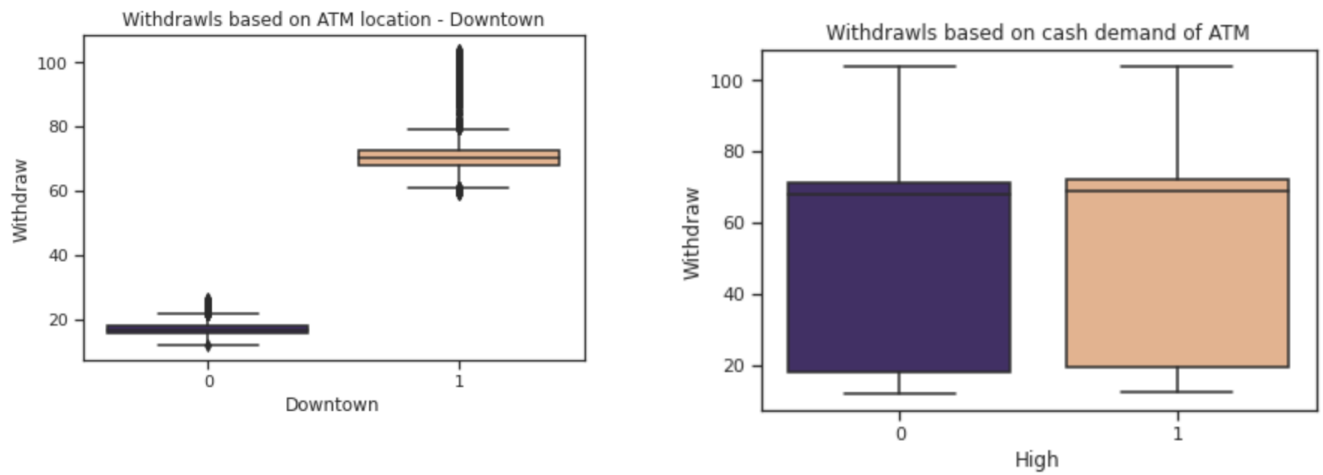 Withdrawls based on ATM location - Downtown
100
80
60
40
20
Withdraw
0
1
Downtown
Withdrawls based on cash demand of ATM
100
80
60
40
20
Withdraw
0
1
High